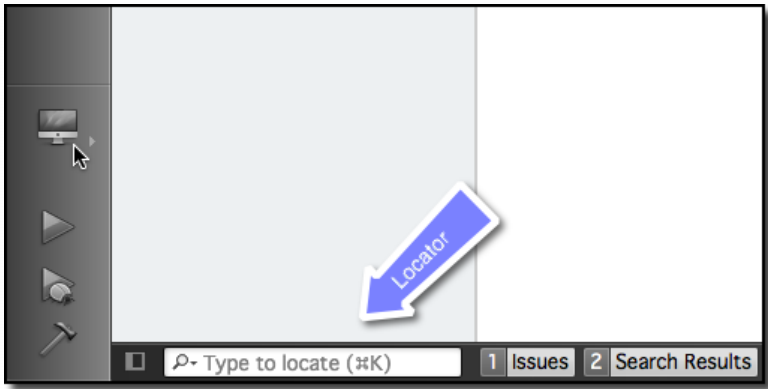 Locator
Type to locate (⌘K)
1 Issues 2 Search Results